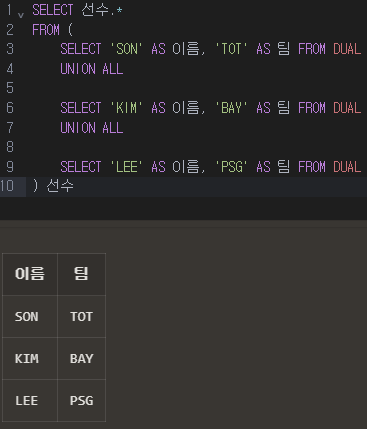 1 SELECT 선수.*
2 FROM (
3 SELECT 'SON' AS 이름, 'TOT' AS 팀 FROM DUAL
4 UNION ALL
5
6 SELECT 'KIM' AS 이름, 'BAY' AS 팀 FROM DUAL
7 UNION ALL
8
9 SELECT 'LEE' AS 이름, 'PSG' AS 팀 FROM DUAL
10 ) 선수
이름 팀
SON TOT
KIM BAY
LEE PSG